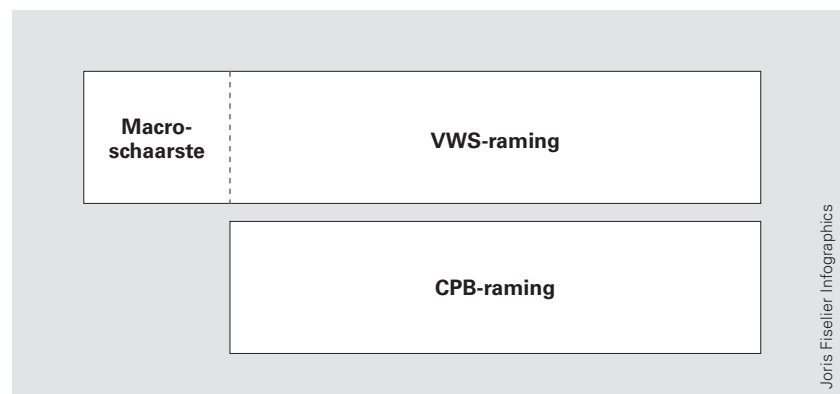 Macro-
schaarste
VWS-raming
CPB-raming
Joris Fiselier Infographics